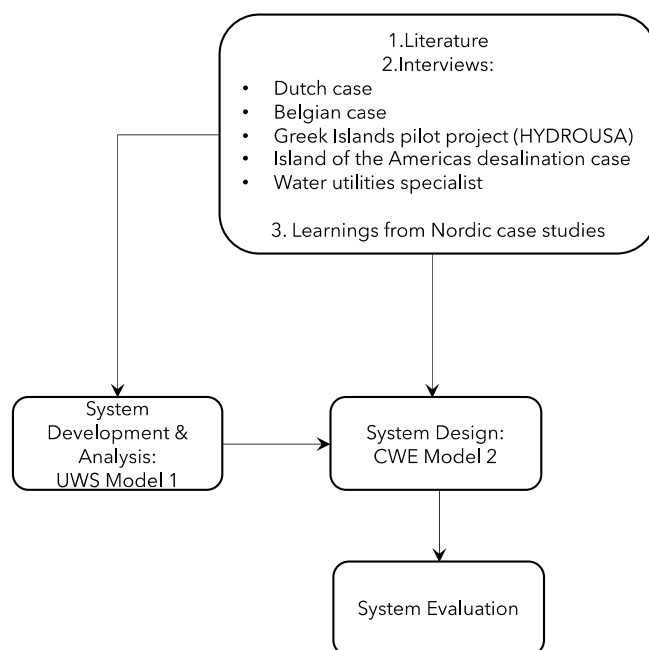 1.Literature
2.Interviews:
• Dutch case
• Belgian case
• Greek Islands pilot project (HYDROUSA)
• Island of the Americas desalination case
• Water utilities specialist
3. Learnings from Nordic case studies
System
Development &
Analysis:
UWS Model 1
System Design:
CWE Model 2
System Evaluation